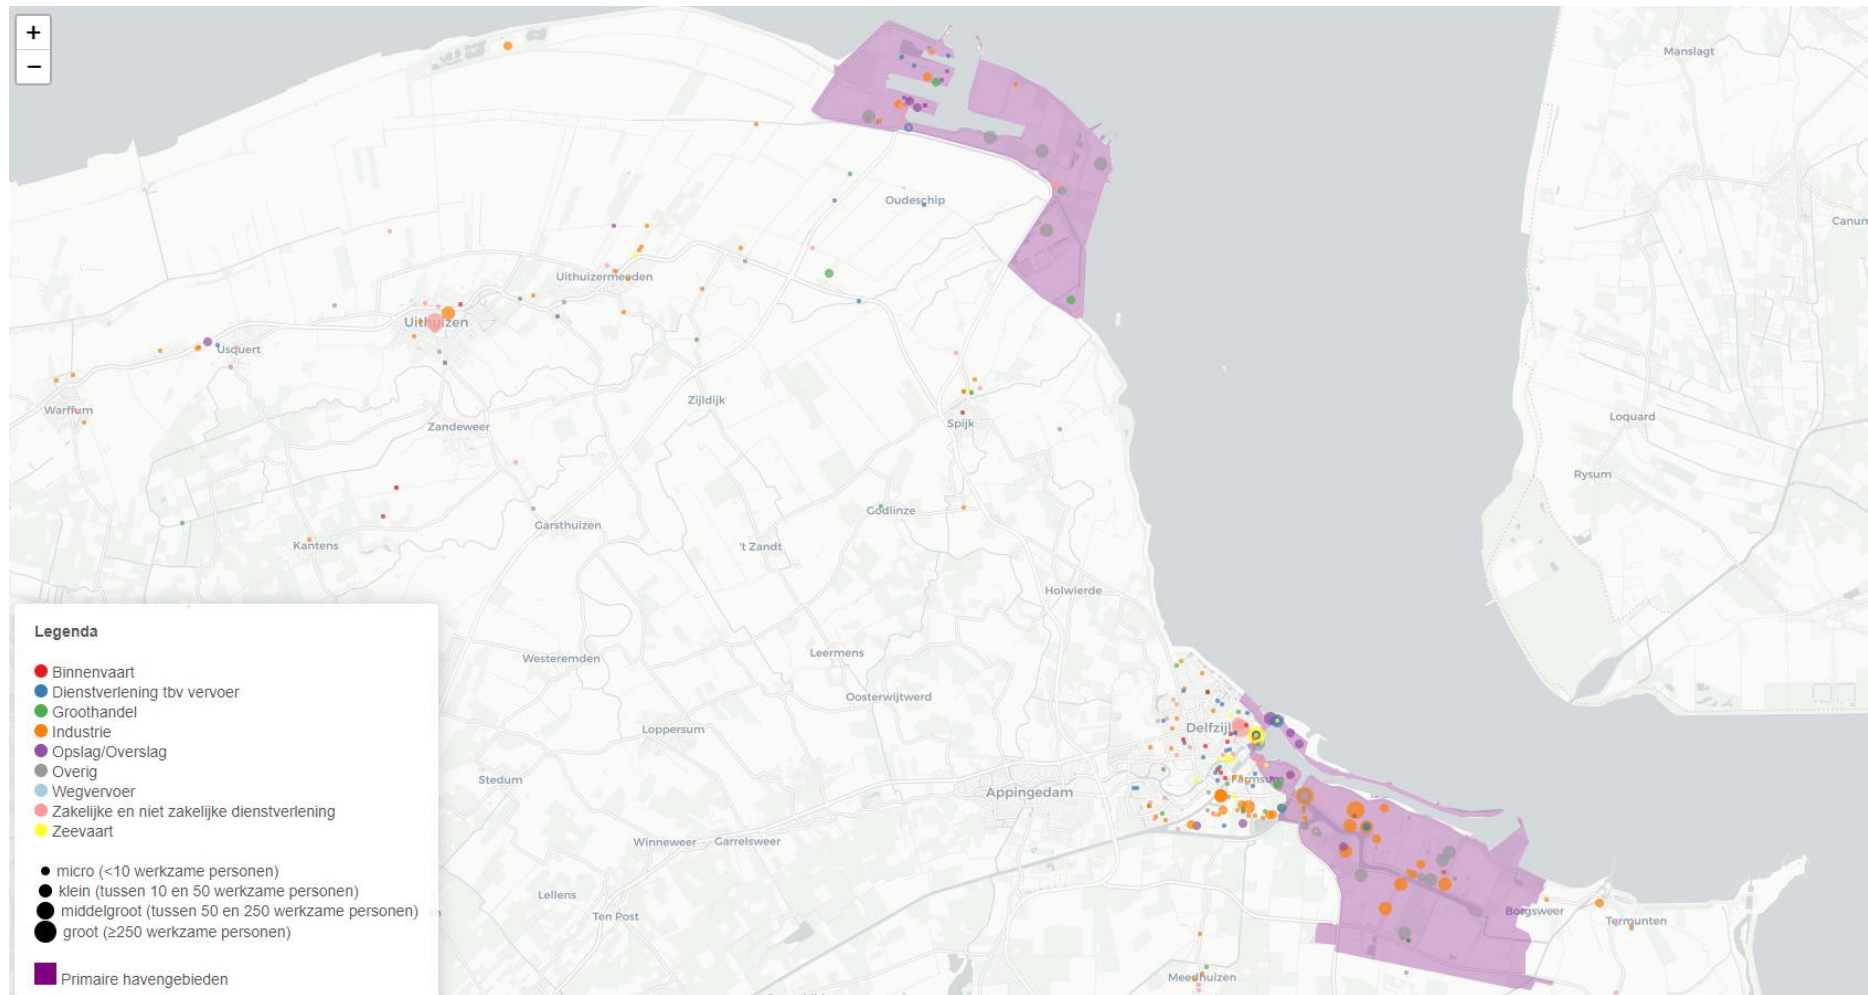 +
−
Manslagt
Canum
Oudeschip
Uithuizermeeden
Uithuizen
Usquert
Zijldijk
Warffum
Loquard
Zandeweer
Spijk
Rysum
Godlinze
Garsthuizen
Kantens
't Zandt
Holwierde
Leermens
Westeremden
Oosterwijtwerd
Loppersum
Delfzijl
Stedum
Farmsum
Appingedam
Winneweer
Garrelsweer
Lellens
Ten Post
Borgsweer
Termunten
Meedhuizen
Legenda
Binnenvaart
Dienstverlening tbv vervoer
Groothandel
Industrie
Opslag/Overslag
Overig
Wegvervoer
Zakelijke en niet zakelijke dienstverlening
Zeevaart
micro (<10 werkzame personen)
klein (tussen 10 en 50 werkzame personen)
middelgroot (tussen 50 en 250 werkzame personen)
groot (≥250 werkzame personen)
Primaire havengebieden